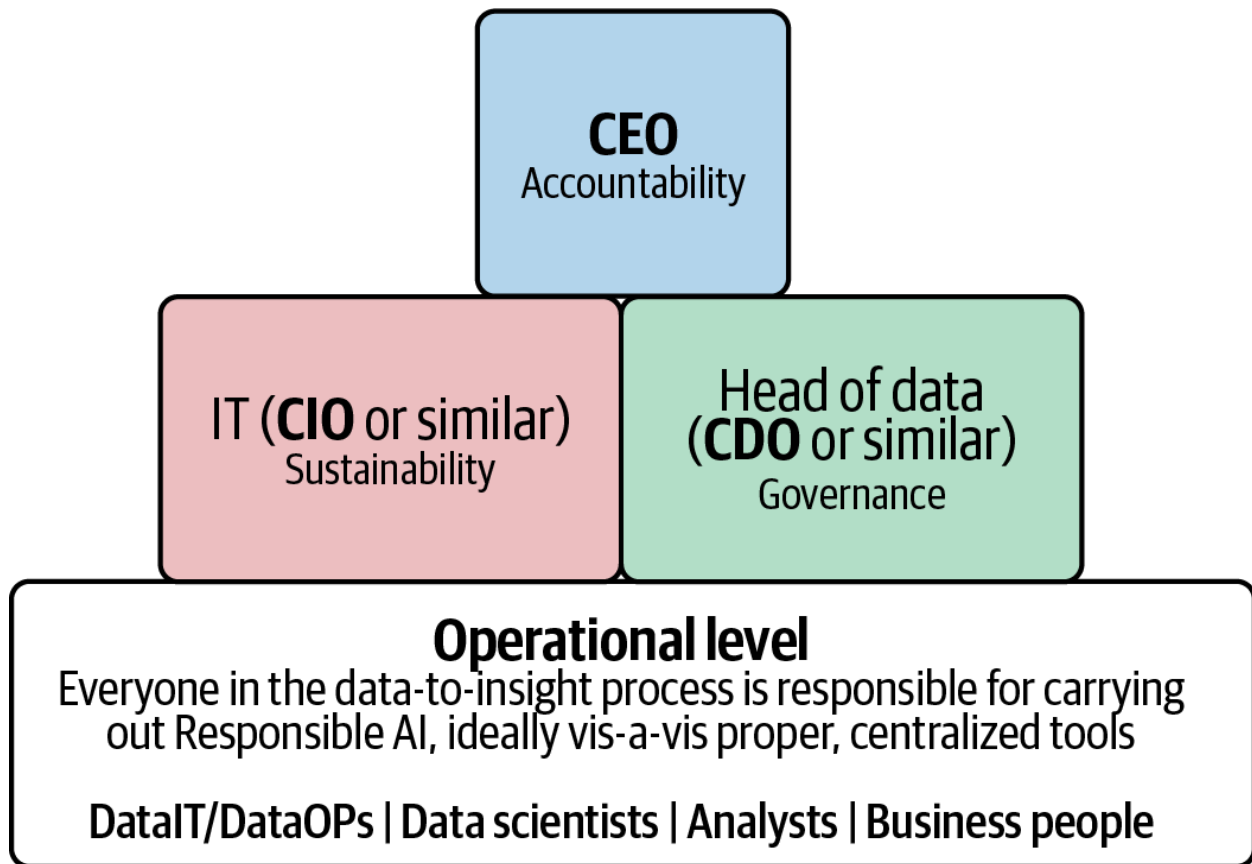 CEO
Accountability
IT (CIO or similar)
Sustainability
Head of data
(CDO or similar)
Governance
Operational level
Everyone in the data-to-insight process is responsible for carrying
out Responsible AI, ideally vis-a-vis proper, centralized tools
DataIT/DataOPs | Data scientists | Analysts | Business people